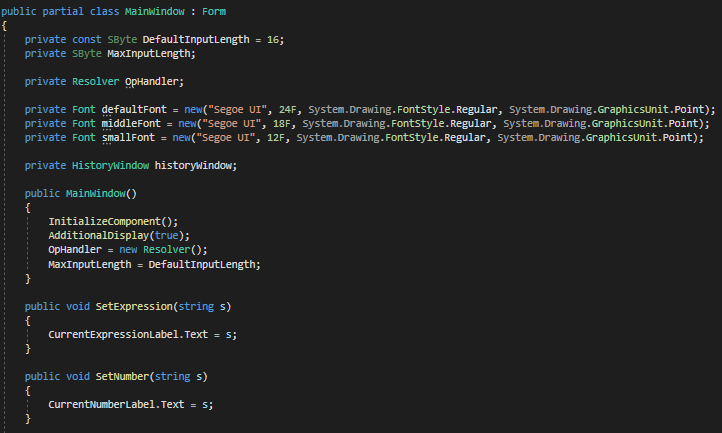 public partial class MainWindow : Form
{
    private const SByte DefaultInputLength = 16;
    private SByte MaxInputLength;

    private Resolver OpHandler;

    private Font defaultFont = new("Segoe UI", 24F, System.Drawing.FontStyle.Regular, System.Drawing.GraphicsUnit.Point);
    private Font middleFont = new("Segoe UI", 18F, System.Drawing.FontStyle.Regular, System.Drawing.GraphicsUnit.Point);
    private Font smallFont = new("Segoe UI", 12F, System.Drawing.FontStyle.Regular, System.Drawing.GraphicsUnit.Point);

    private HistoryWindow historyWindow;

    public MainWindow()
    {
        InitializeComponent();
        AdditionalDisplay(true);
        OpHandler = new Resolver();
        MaxInputLength = DefaultInputLength;
    }

    public void SetExpression(string s)
    {
        CurrentExpressionLabel.Text = s;
    }

    public void SetNumber(string s)
    {
        CurrentNumberLabel.Text = s;
    }